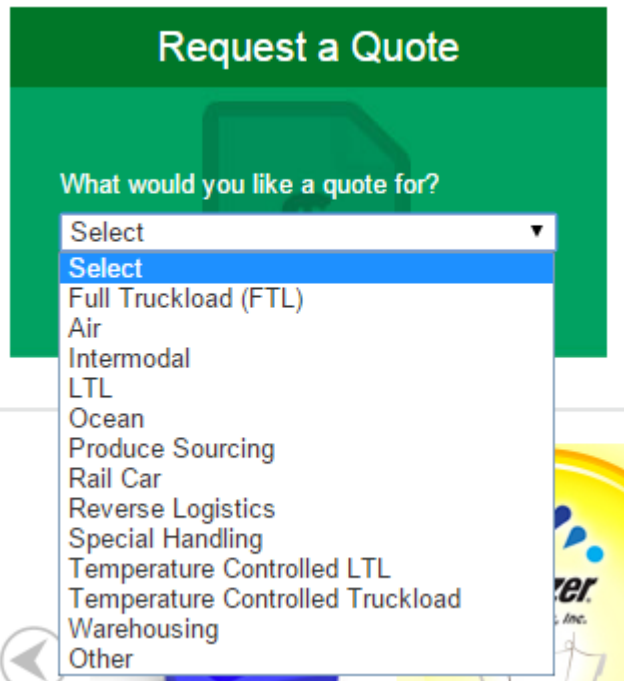 Request a Quote
What would you like a quote for?
Select
Select
Full Truckload (FTL)
Air
Intermodal
LTL
Ocean
Produce Sourcing
Rail Car
Reverse Logistics
Special Handling
Temperature Controlled LTL
Temperature Controlled Truckload
Warehousing
Other
Inc.